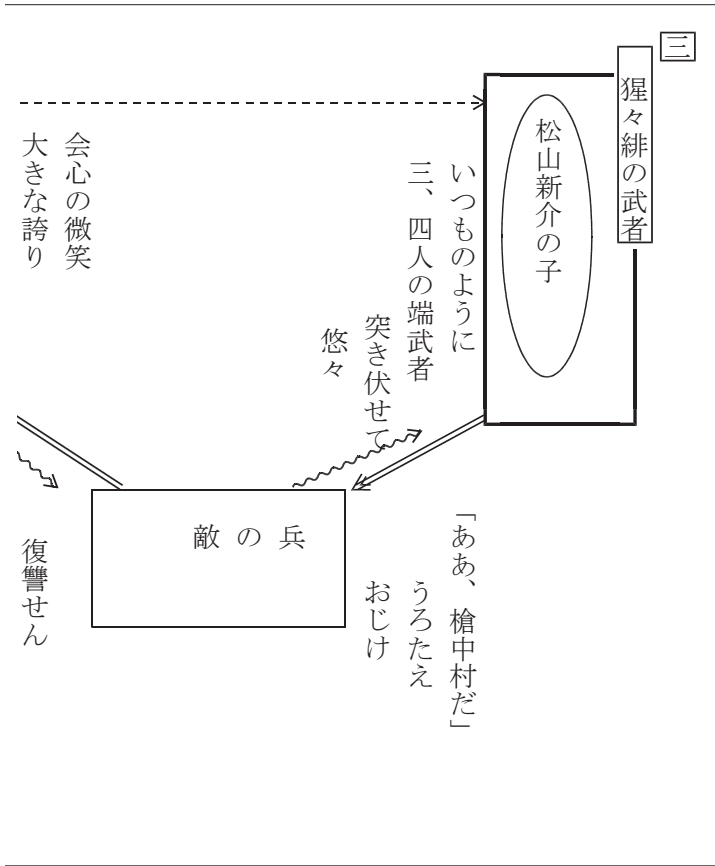 三
猩々緋の武者
松山新介の子
いつものように
三、四人の端武者
突き伏せて
悠々
「ああ、槍中村だ」
うろたえ
おじけ
敵の兵
会心の微笑
大きな誇り
復讐せん